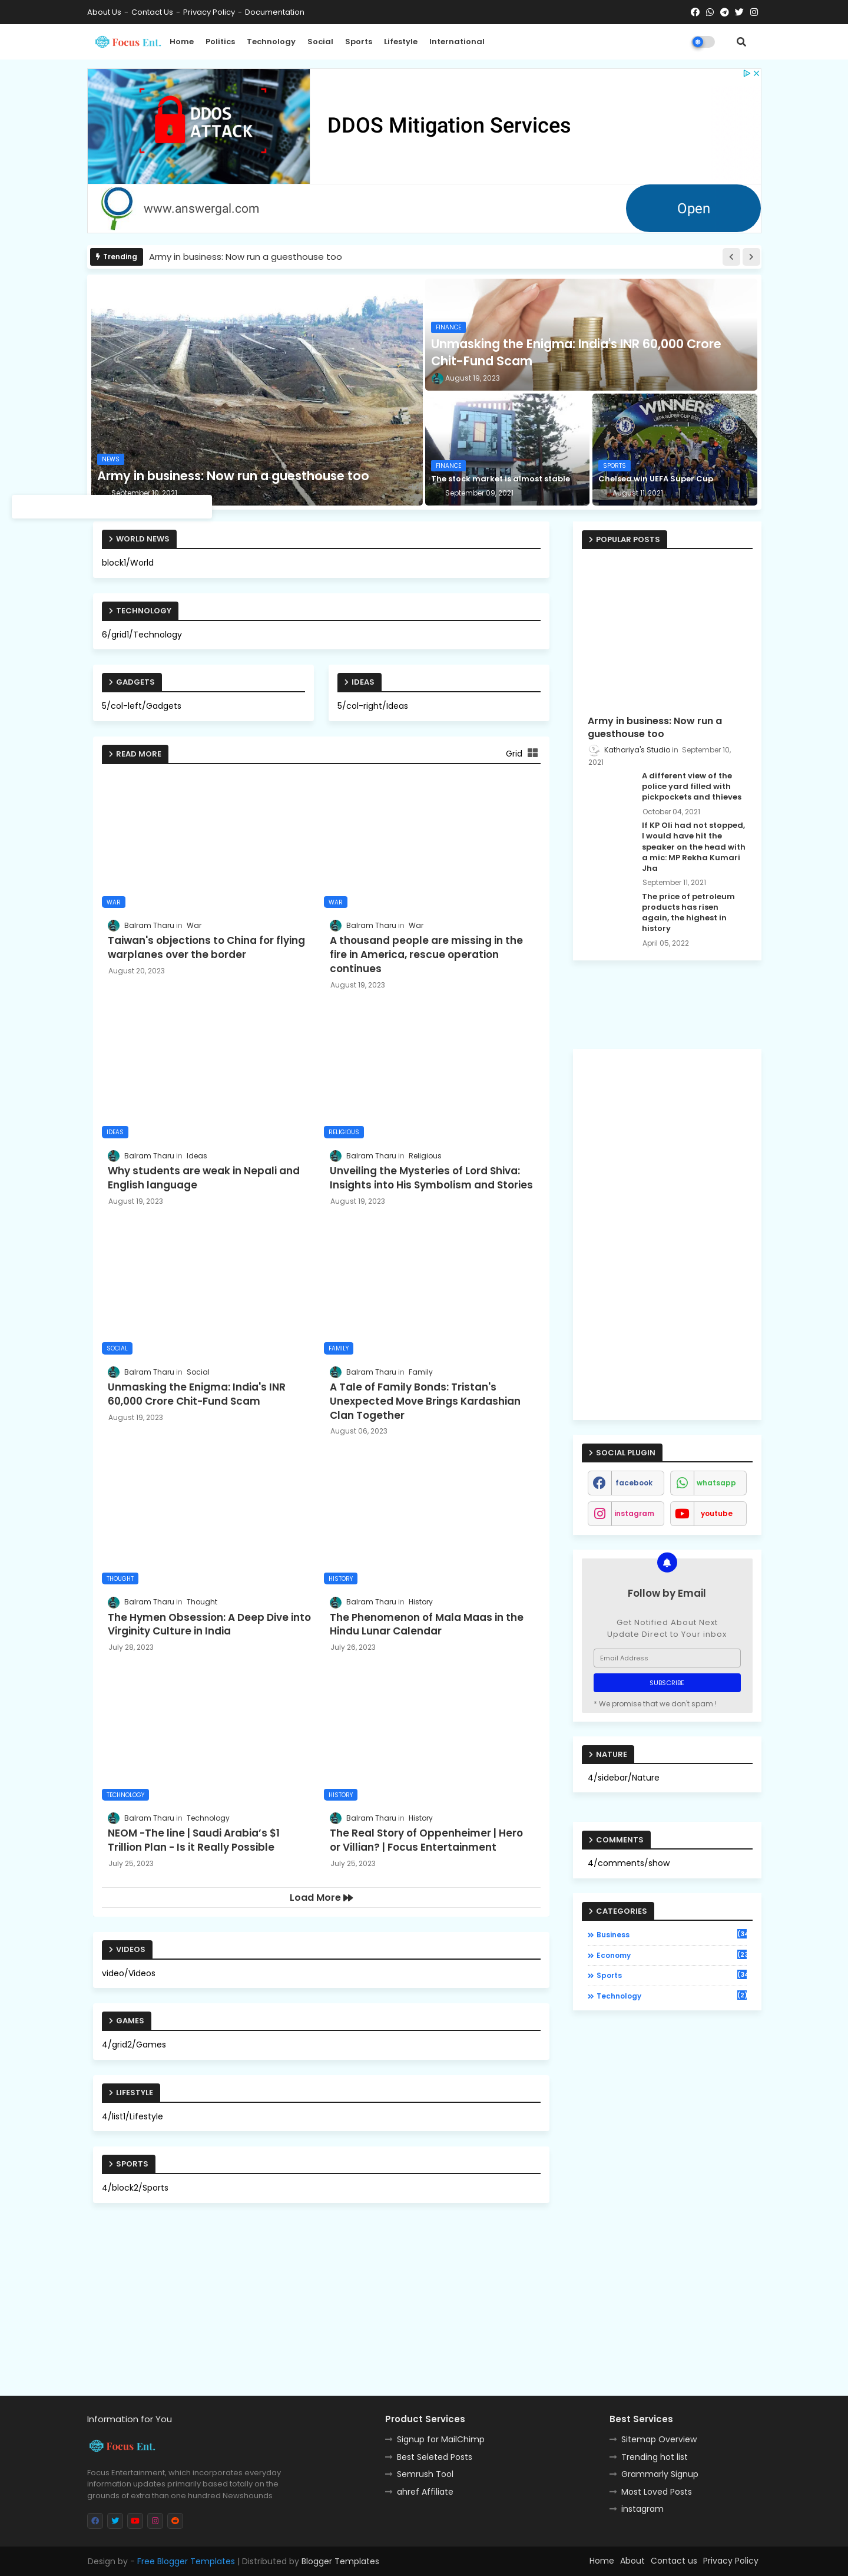 About Us - Contact Us - Privacy Policy - Documentation
Focus Ent.
Home Politics Technology Social Sports Lifestyle International
DDOS ATTACK
DDOS Mitigation Services
www.answergal.com
Open
Trending
Army in business: Now run a guesthouse too
NEWS
Army in business: Now run a guesthouse too
September 10, 2021
FINANCE
Unmasking the Enigma: India's INR 60,000 Crore
Chit-Fund Scam
August 19, 2023
FINANCE
The stock market is almost stable
September 09, 2021
WINNERS
UEFA SUPER CUP
SPORTS
Chelsea win UEFA Super Cup
August 11, 2021
WORLD NEWS
block1/World
TECHNOLOGY
6/grid1/Technology
GADGETS
5/col-left/Gadgets
IDEAS
5/col-right/Ideas
READ MORE
Grid
WAR
Balram Tharu in War
Taiwan's objections to China for flying
warplanes over the border
August 20, 2023
WAR
Balram Tharu in War
A thousand people are missing in the
fire in America, rescue operation
continues
August 19, 2023
IDEAS
Balram Tharu in Ideas
Why students are weak in Nepali and
English language
August 19, 2023
RELIGIOUS
Balram Tharu in Religious
Unveiling the Mysteries of Lord Shiva:
Insights into His Symbolism and Stories
August 19, 2023
SOCIAL
Balram Tharu in Social
Unmasking the Enigma: India's INR
60,000 Crore Chit-Fund Scam
August 19, 2023
FAMILY
Balram Tharu in Family
A Tale of Family Bonds: Tristan's
Unexpected Move Brings Kardashian
Clan Together
August 06, 2023
THOUGHT
Balram Tharu in Thought
The Hymen Obsession: A Deep Dive into
Virginity Culture in India
July 28, 2023
HISTORY
Balram Tharu in History
The Phenomenon of Mala Maas in the
Hindu Lunar Calendar
July 26, 2023
TECHNOLOGY
Balram Tharu in Technology
NEOM -The line | Saudi Arabia’s $1
Trillion Plan - Is it Really Possible
July 25, 2023
HISTORY
Balram Tharu in History
The Real Story of Oppenheimer | Hero
or Villian? | Focus Entertainment
July 25, 2023
Load More
VIDEOS
video/Videos
GAMES
4/grid2/Games
LIFESTYLE
4/list1/Lifestyle
SPORTS
4/block2/Sports
POPULAR POSTS
Army in business: Now run a
guesthouse too
Kathariya's Studio in September 10,
2021
A different view of the
police yard filled with
pickpockets and thieves
October 04, 2021
If KP Oli had not stopped,
I would have hit the
speaker on the head with
a mic: MP Rekha Kumari
Jha
September 11, 2021
The price of petroleum
products has risen
again, the highest in
history
April 05, 2022
SOCIAL PLUGIN
facebook
whatsapp
instagram
youtube
Follow by Email
Get Notified About Next
Update Direct to Your inbox
Email Address
SUBSCRIBE
* We promise that we don't spam !
NATURE
4/sidebar/Nature
COMMENTS
4/comments/show
CATEGORIES
Business
Economy
Sports
Technology
Information for You
Focus Ent.
Focus Entertainment, which incorporates everyday
information updates primarily based totally on the
grounds of extra than one hundred Newshounds
Product Services
Signup for MailChimp
Best Seleted Posts
Semrush Tool
ahref Affiliate
Best Services
Sitemap Overview
Trending hot list
Grammarly Signup
Most Loved Posts
instagram
Design by - Free Blogger Templates | Distributed by Blogger Templates
Home About Contact us Privacy Policy